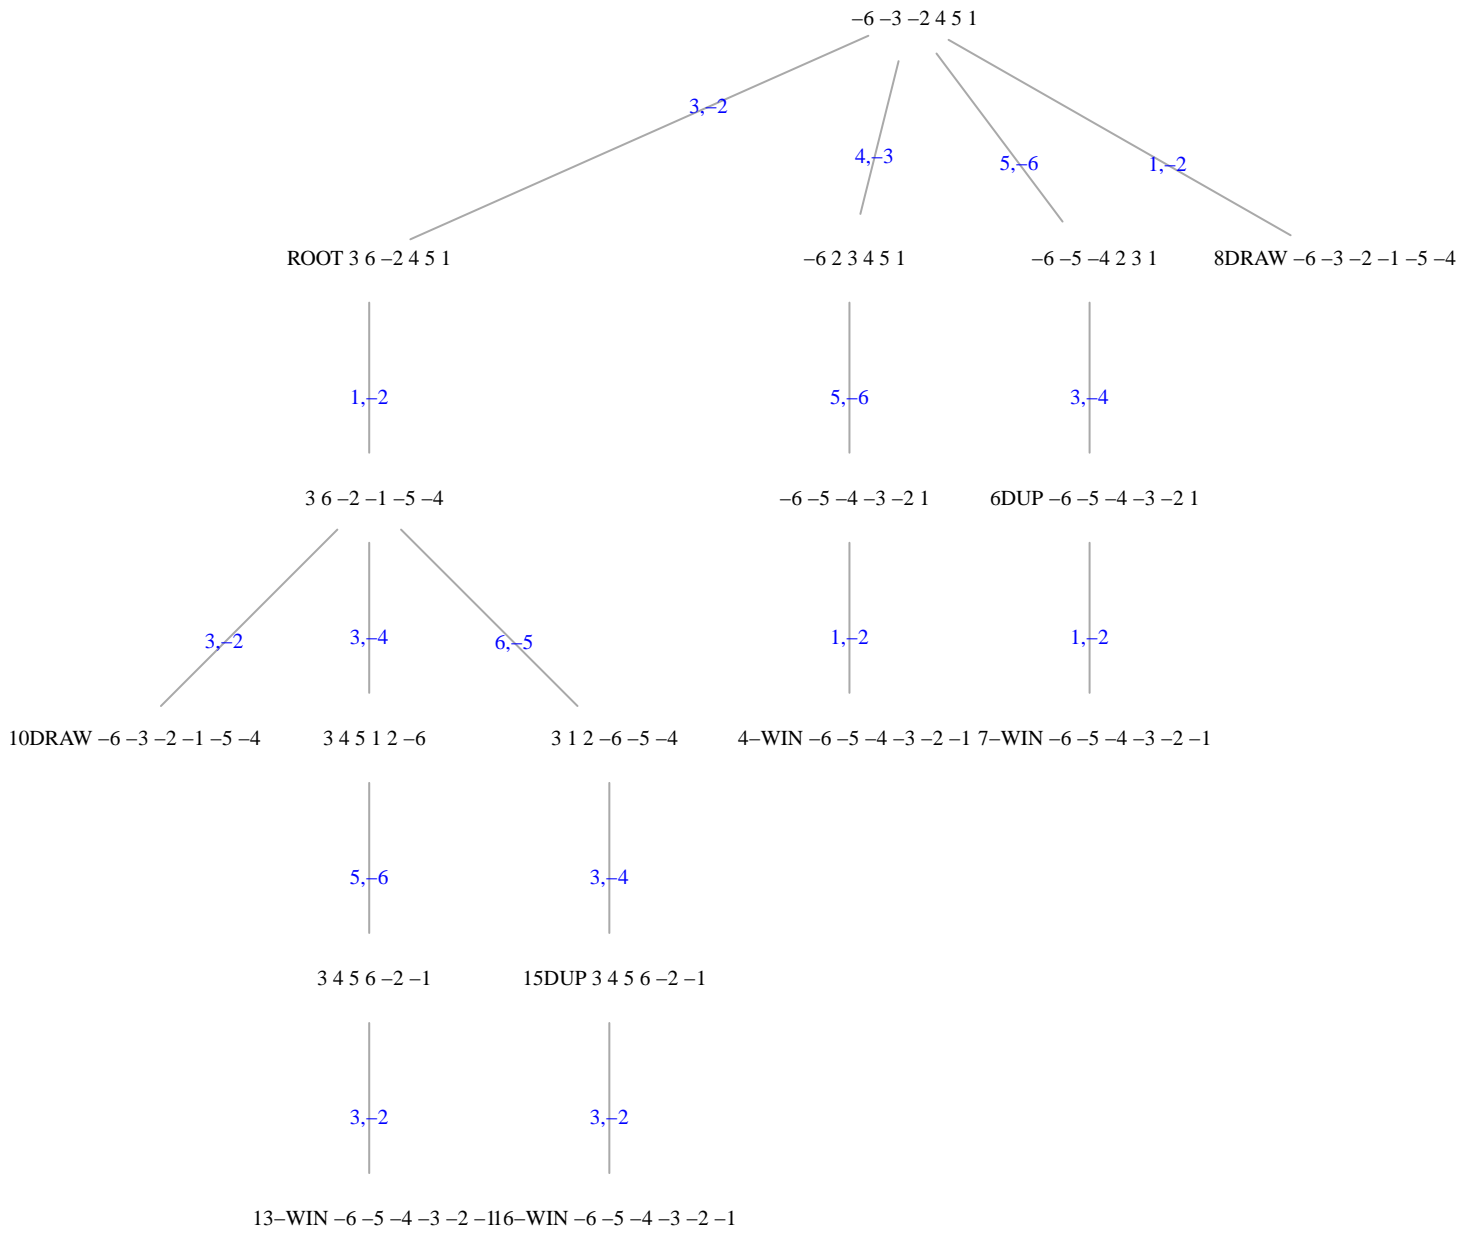 –6 –3 –2 4 5 1
3,–2
4,–3
5,–6
1,–2
ROOT 3 6 –2 4 5 1
–6 2 3 4 5 1
–6 –5 –4 2 3 1
8DRAW –6 –3 –2 –1 –5 –4
1,–2
5,–6
3,–4
3 6 –2 –1 –5 –4
–6 –5 –4 –3 –2 1
6DUP –6 –5 –4 –3 –2 1
3,–2
3,–4
6,–5
1,–2
1,–2
10DRAW –6 –3 –2 –1 –5 –4
3 4 5 1 2 –6
3 1 2 –6 –5 –4
4–WIN –6 –5 –4 –3 –2 –1
7–WIN –6 –5 –4 –3 –2 –1
5,–6
3,–4
3 4 5 6 –2 –1
15DUP 3 4 5 6 –2 –1
3,–2
3,–2
13–WIN –6 –5 –4 –3 –2 –1
16–WIN –6 –5 –4 –3 –2 –1